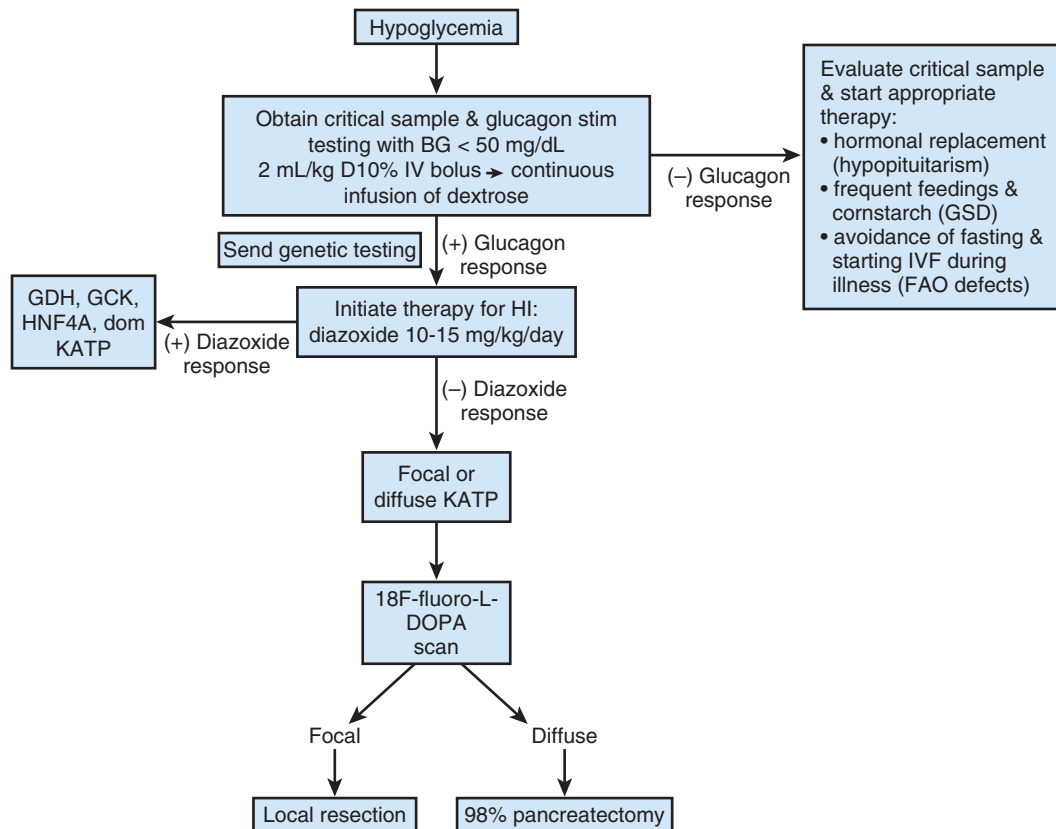 Hypoglycemia
Obtain critical sample & glucagon stim
testing with BG < 50 mg/dL
2 mL/kg D10% IV bolus → continuous
infusion of dextrose
(–) Glucagon
response
Evaluate critical sample
& start appropriate
therapy:
• hormonal replacement
(hypopituitarism)
• frequent feedings &
cornstarch (GSD)
• avoidance of fasting &
starting IVF during
illness (FAO defects)
Send genetic testing
(+) Glucagon
response
Initiate therapy for HI:
diazoxide 10-15 mg/kg/day
(+) Diazoxide
response
GDH, GCK,
HNF4A, dom
KATP
(–) Diazoxide
response
Focal or
diffuse KATP
18F-fluoro-L-
DOPA
scan
Focal
Diffuse
Local resection
98% pancreatectomy